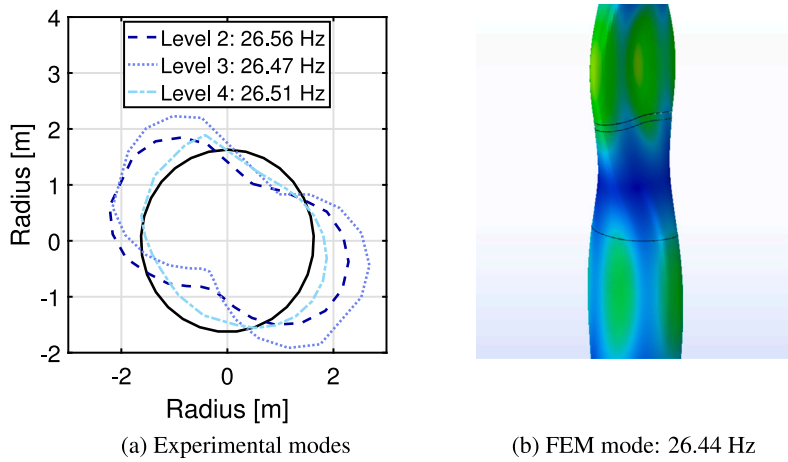 4
3
2
1
0
-1
-2
Radius [m]
Level 2: 26.56 Hz
Level 3: 26.47 Hz
Level 4: 26.51 Hz
-2
0
2
Radius [m]
(a) Experimental modes
(b) FEM mode: 26.44 Hz